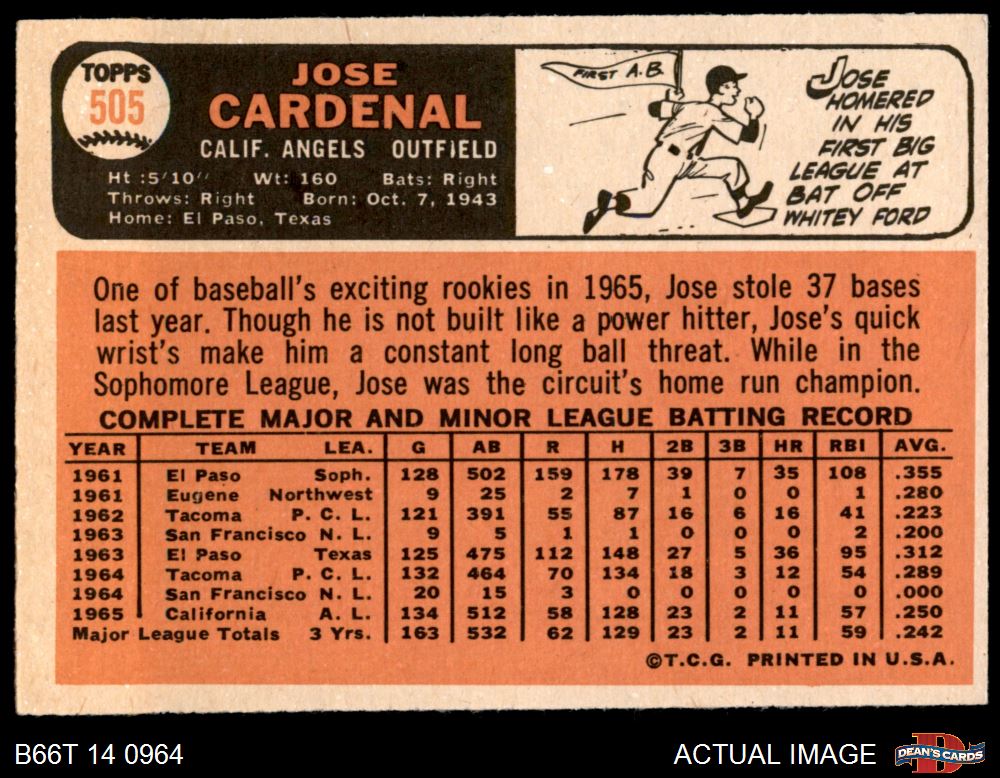 TOPPS
505
JOSE
CARDENAL
CALIF. ANGELS OUTFIELD
Ht :5'10'' Wt: 160 Bats: Right
Throws: Right Born: Oct. 7, 1943
Home: El Paso, Texas
FIRST A.B.
JOSE
HOMERED
IN HIS
FIRST BIG
LEAGUE AT
BAT OFF
WHITEY FORD
One of baseball's exciting rookies in 1965, Jose stole 37 bases
last year. Though he is not built like a power hitter, Jose's quick
wrist's make him a constant long ball threat. While in the
Sophomore League, Jose was the circuit's home run champion.
COMPLETE MAJOR AND MINOR LEAGUE BATTING RECORD
YEAR TEAM LEA. G AB R H 2B 3B HR RBI AVG.
1961 El Paso Soph. 128 502 159 178 39 7 35 108 .355
1961 Eugene Northwest 9 25 2 7 1 0 0 1 .280
1962 Tacoma P. C. L. 121 391 55 87 16 6 16 41 .223
1963 San Francisco N. L. 9 5 1 1 0 0 0 2 .200
1963 El Paso Texas 125 475 112 148 27 5 36 95 .312
1964 Tacoma P. C. L. 132 464 70 134 18 3 12 54 .289
1964 San Francisco N. L. 20 15 3 0 0 0 0 0 .000
1965 California A. L. 134 512 58 128 23 2 11 57 .250
Major League Totals 3 Yrs. 163 532 62 129 23 2 11 59 .242
©T.C.G. PRINTED IN U.S.A.
B66T 14 0964
ACTUAL IMAGE
DEAN'S CARDS